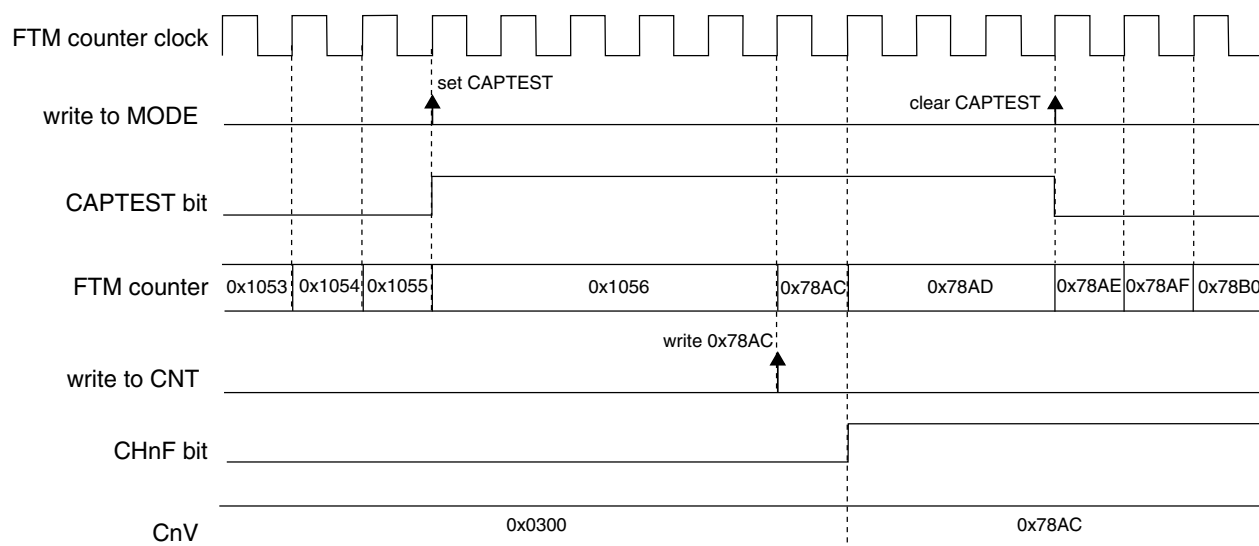 FTM counter clock
set CAPTEST
write to MODE
clear CAPTEST
CAPTEST bit
FTM counter 0x1053 0x1054 0x1055 0x1056 0x78AC 0x78AD 0x78AE 0x78AF 0x78B0
write 0x78AC
write to CNT
CHnF bit
CnV 0x0300 0x78AC